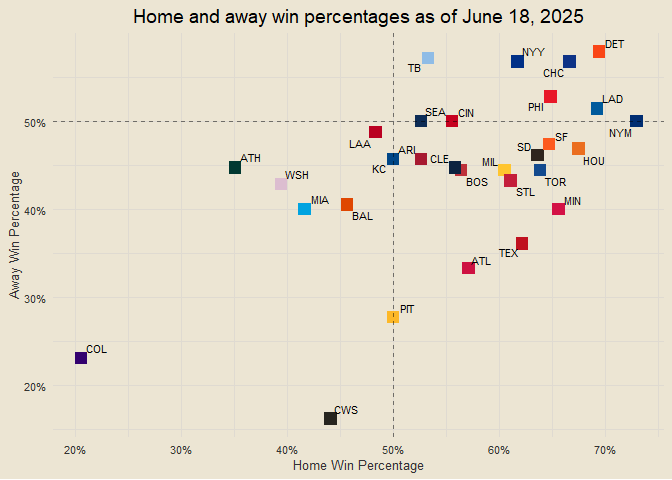 Home and away win percentages as of June 18, 2025
DET
NYY
TB
CHC
PHI
LAD
SEA
CIN
50%
NYM
LAA
SF
ARI
SD
HOU
ATH
KC
CLE
MIL
WSH
BOS
TOR
STL
MIA
MIN
40%
BAL
TEX
ATL
30%
PIT
COL
20%
CWS
20%
30%
40%
50%
60%
70%
Home Win Percentage
Away Win Percentage